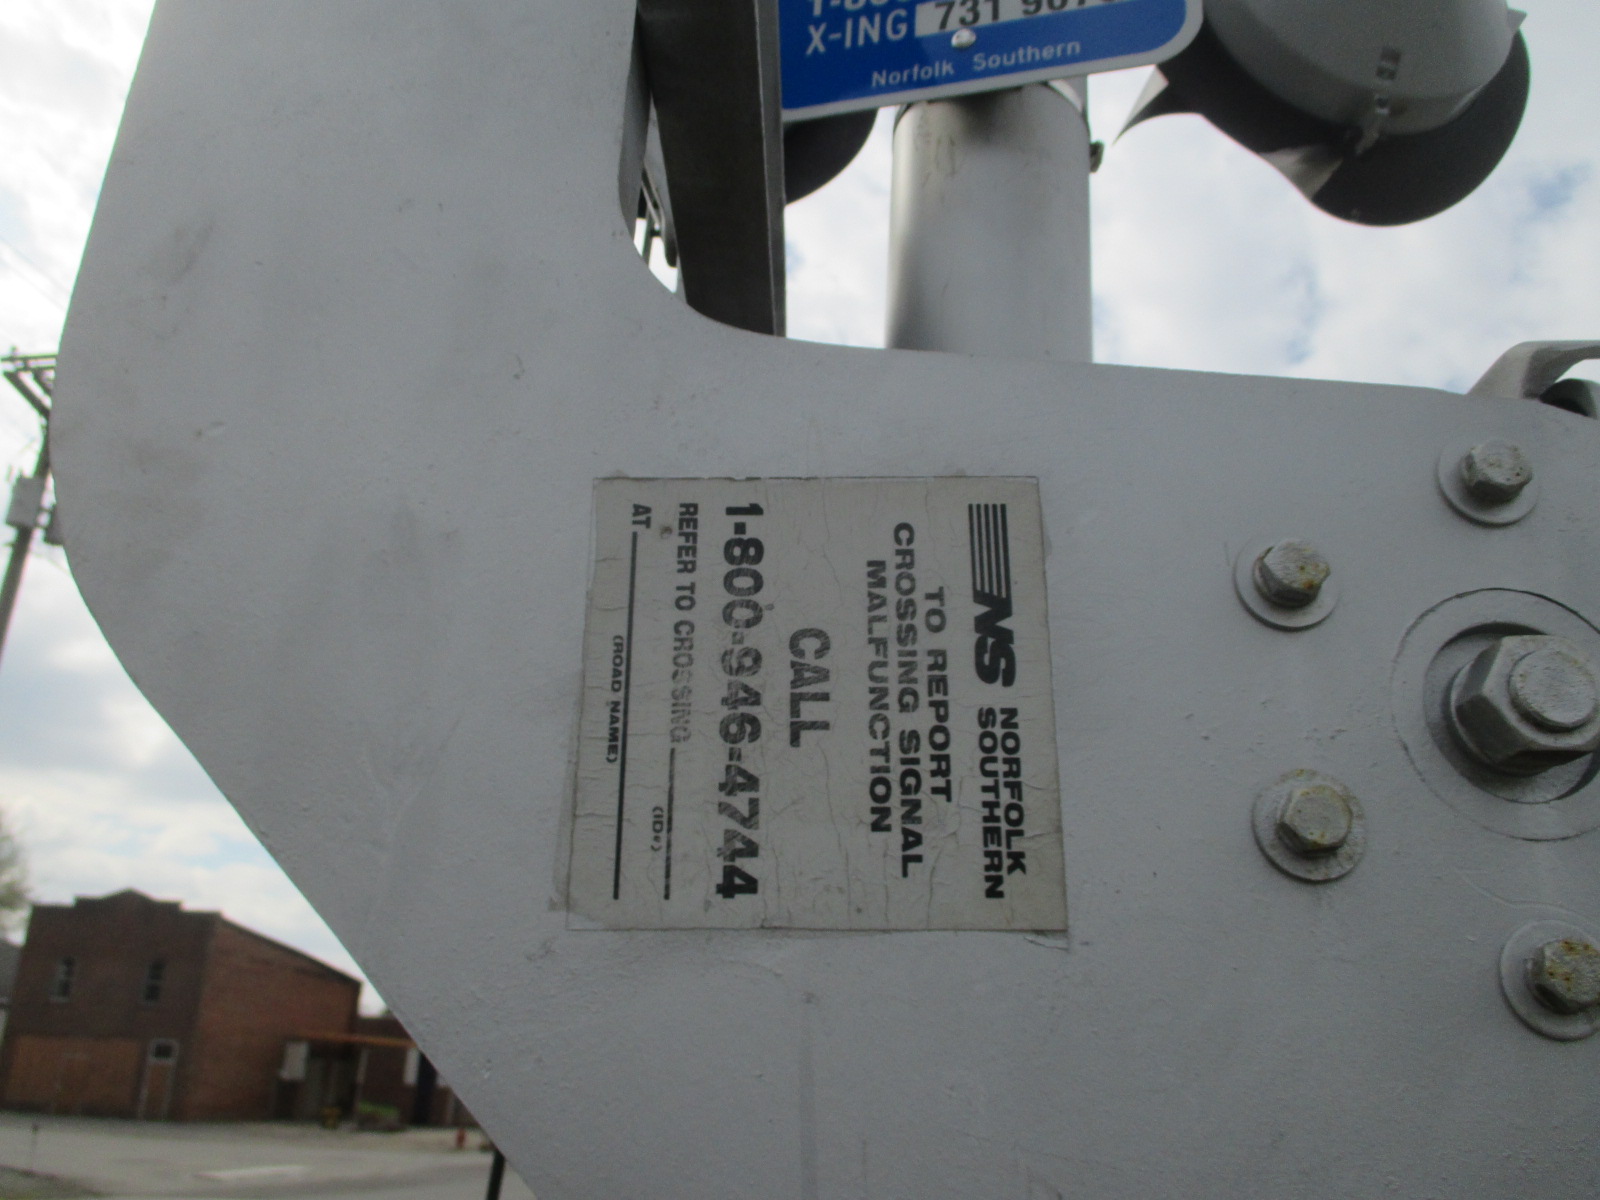 X-ING 731
Norfolk Southern
NS NORFOLK
SOUTHERN
TO REPORT
CROSSING SIGNAL
MALFUNCTION
CALL
1-800-946-4744
REFER TO CROSSING
(ID#)
AT
(ROAD NAME)